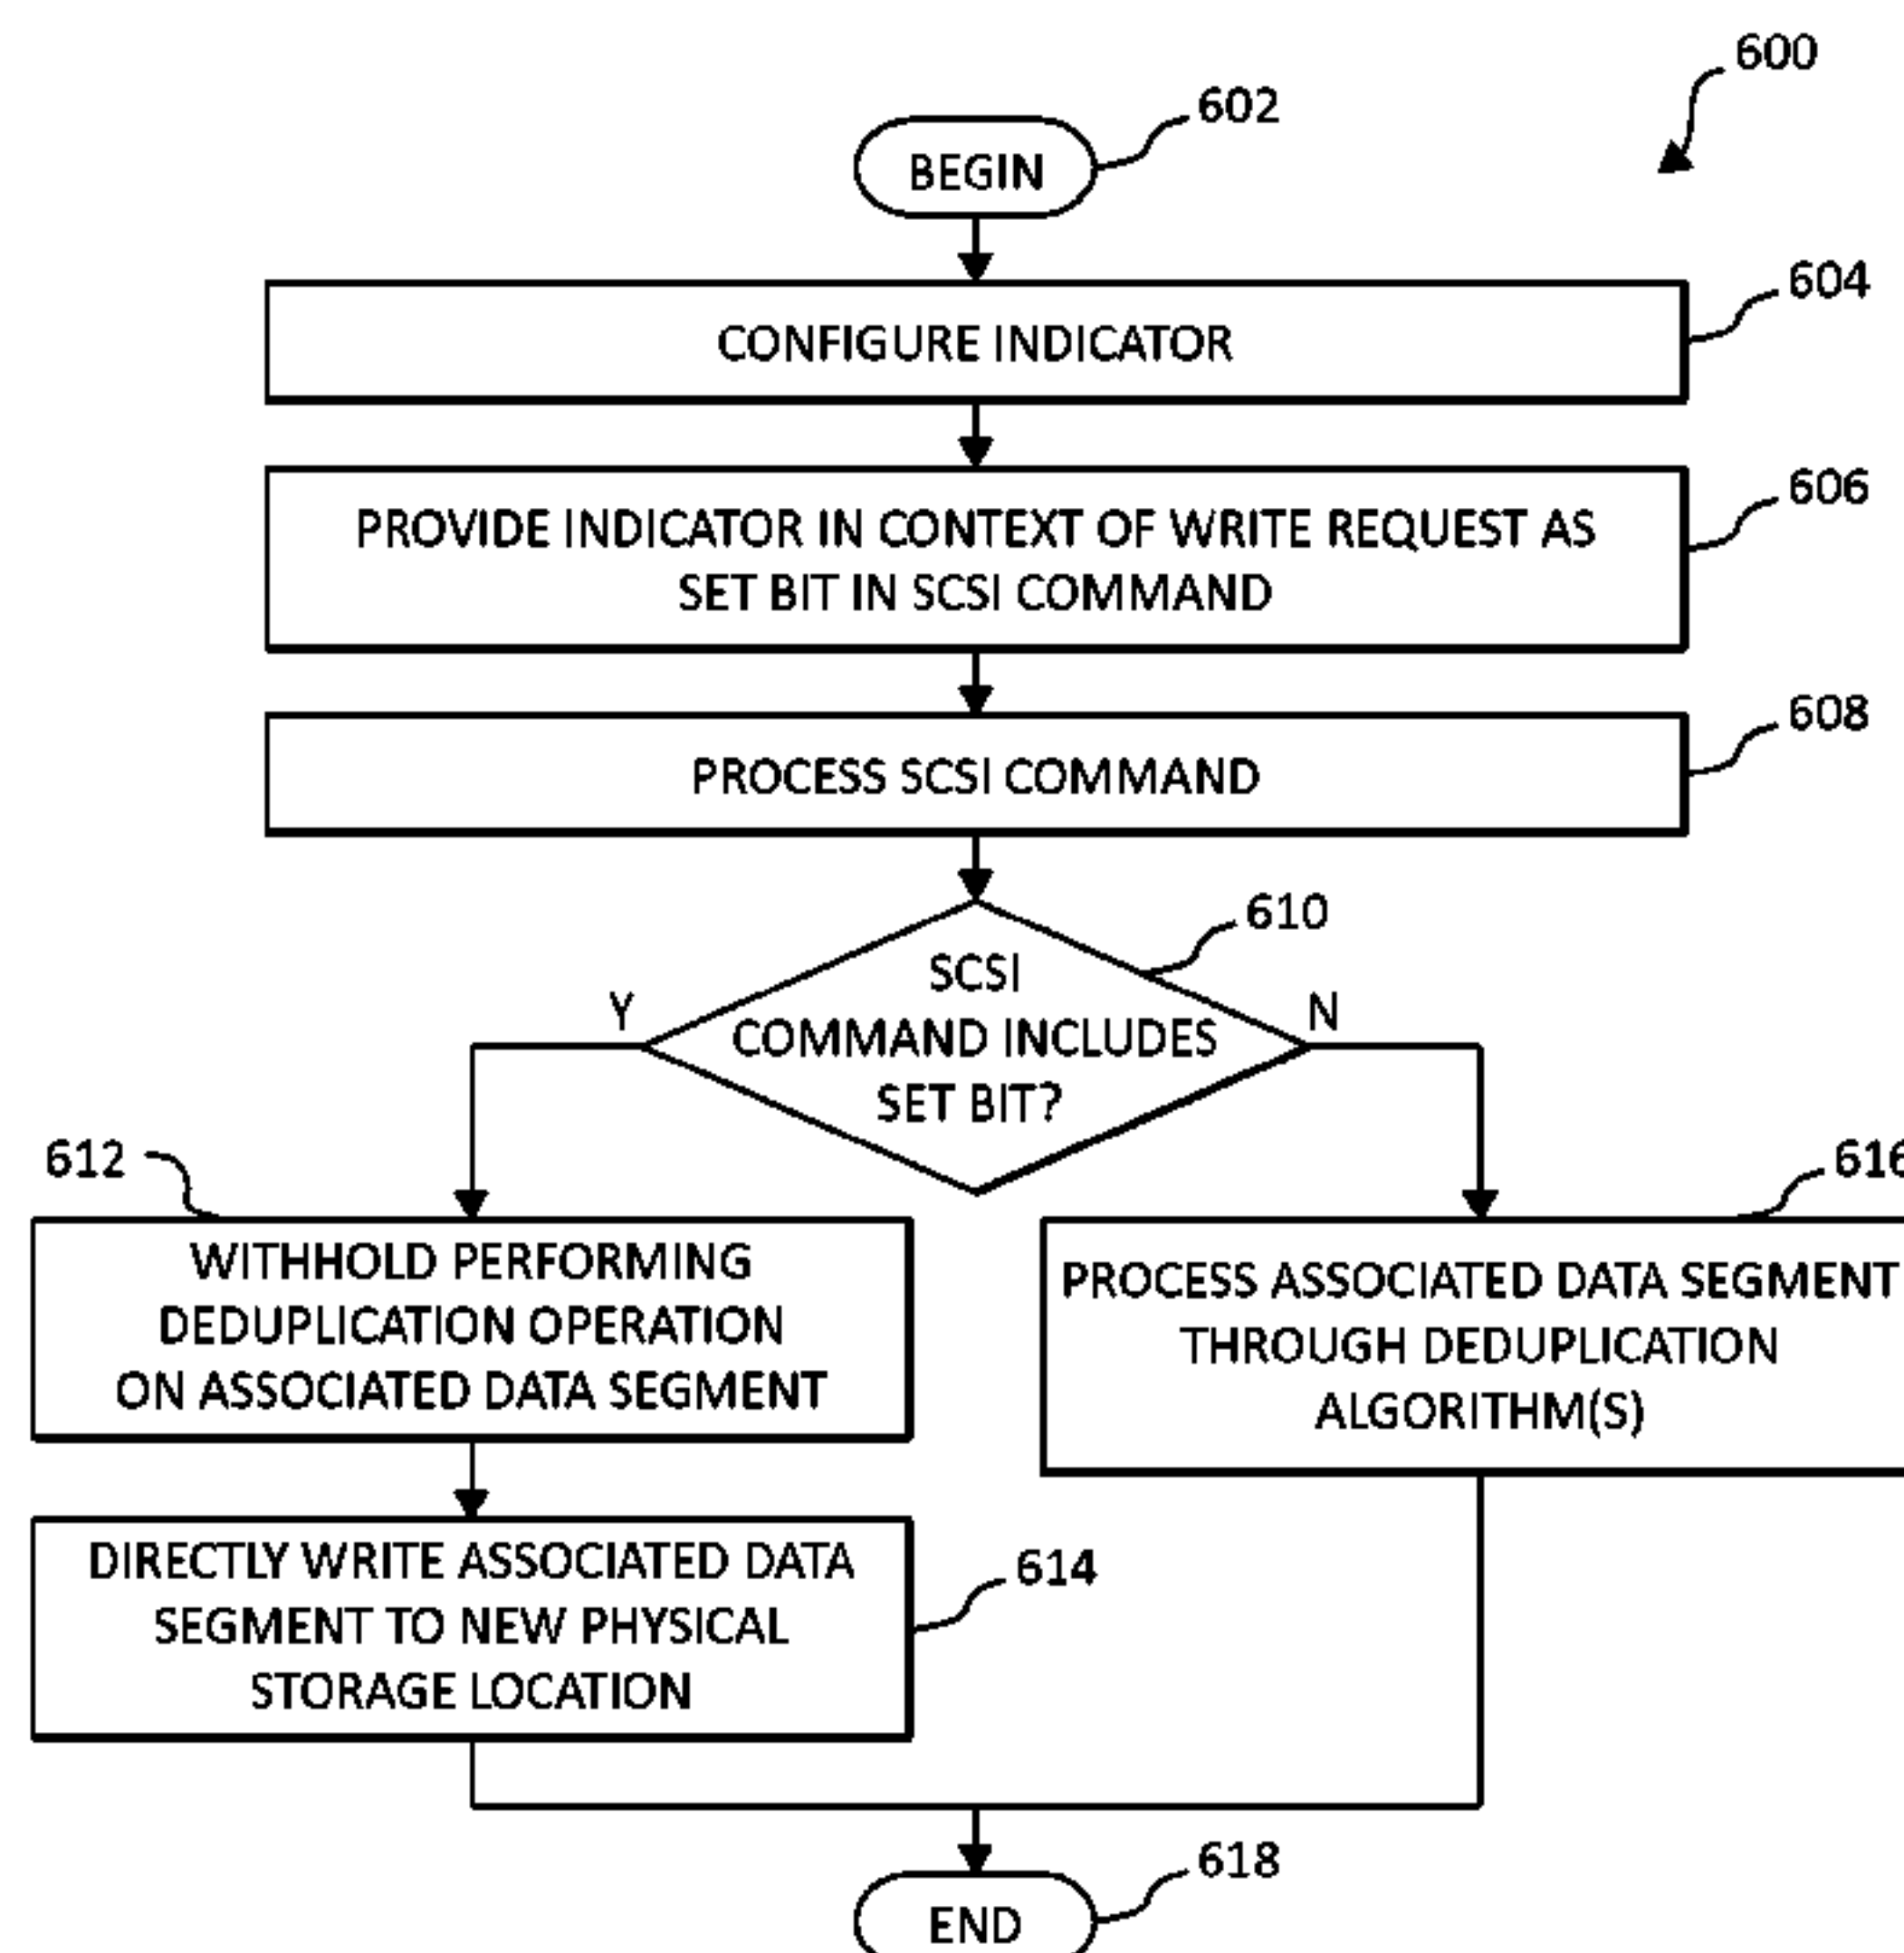 600
602
BEGIN
604
CONFIGURE INDICATOR
606
PROVIDE INDICATOR IN CONTEXT OF WRITE REQUEST AS
SET BIT IN SCSI COMMAND
608
PROCESS SCSI COMMAND
610
SCSI
COMMAND INCLUDES
SET BIT?
Y
N
612
WITHHOLD PERFORMING
DEDUPLICATION OPERATION
ON ASSOCIATED DATA SEGMENT
616
PROCESS ASSOCIATED DATA SEGMENT
THROUGH DEDUPLICATION
ALGORITHM(S)
DIRECTLY WRITE ASSOCIATED DATA
SEGMENT TO NEW PHYSICAL
STORAGE LOCATION
614
618
END